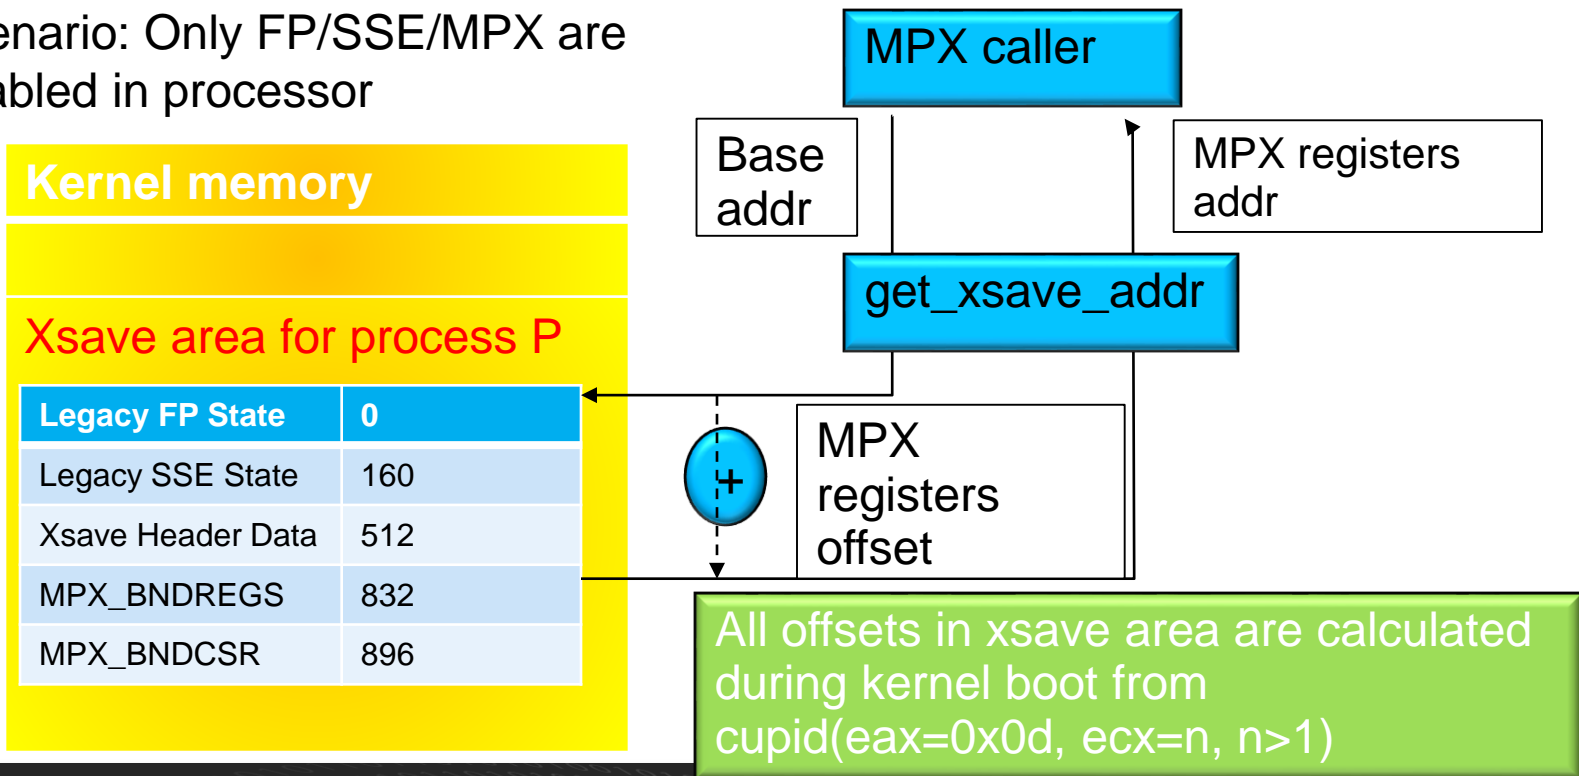 enario: Only FP/SSE/MPX are
abled in processor
MPX caller
Base
addr
MPX registers
addr
Kernel memory
get_xsave_addr
Xsave area for process P
Legacy FP State 0
Legacy SSE State 160
Xsave Header Data 512
MPX_BNDREGS 832
MPX_BNDCSR 896
+
MPX
registers
offset
All offsets in xsave area are calculated
during kernel boot from
cupid(eax=0x0d, ecx=n, n>1)